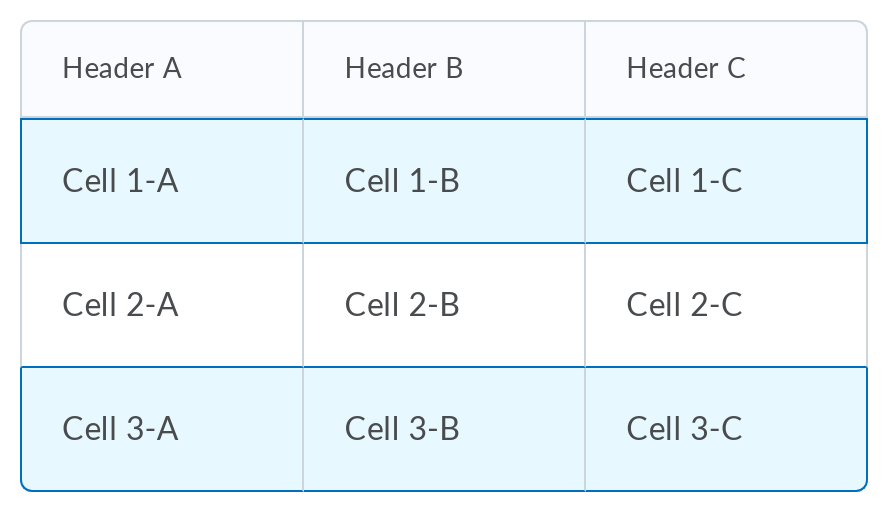 Header A Header B Header C
Cell 1-A Cell 1-B Cell 1-C
Cell 2-A Cell 2-B Cell 2-C
Cell 3-A Cell 3-B Cell 3-C